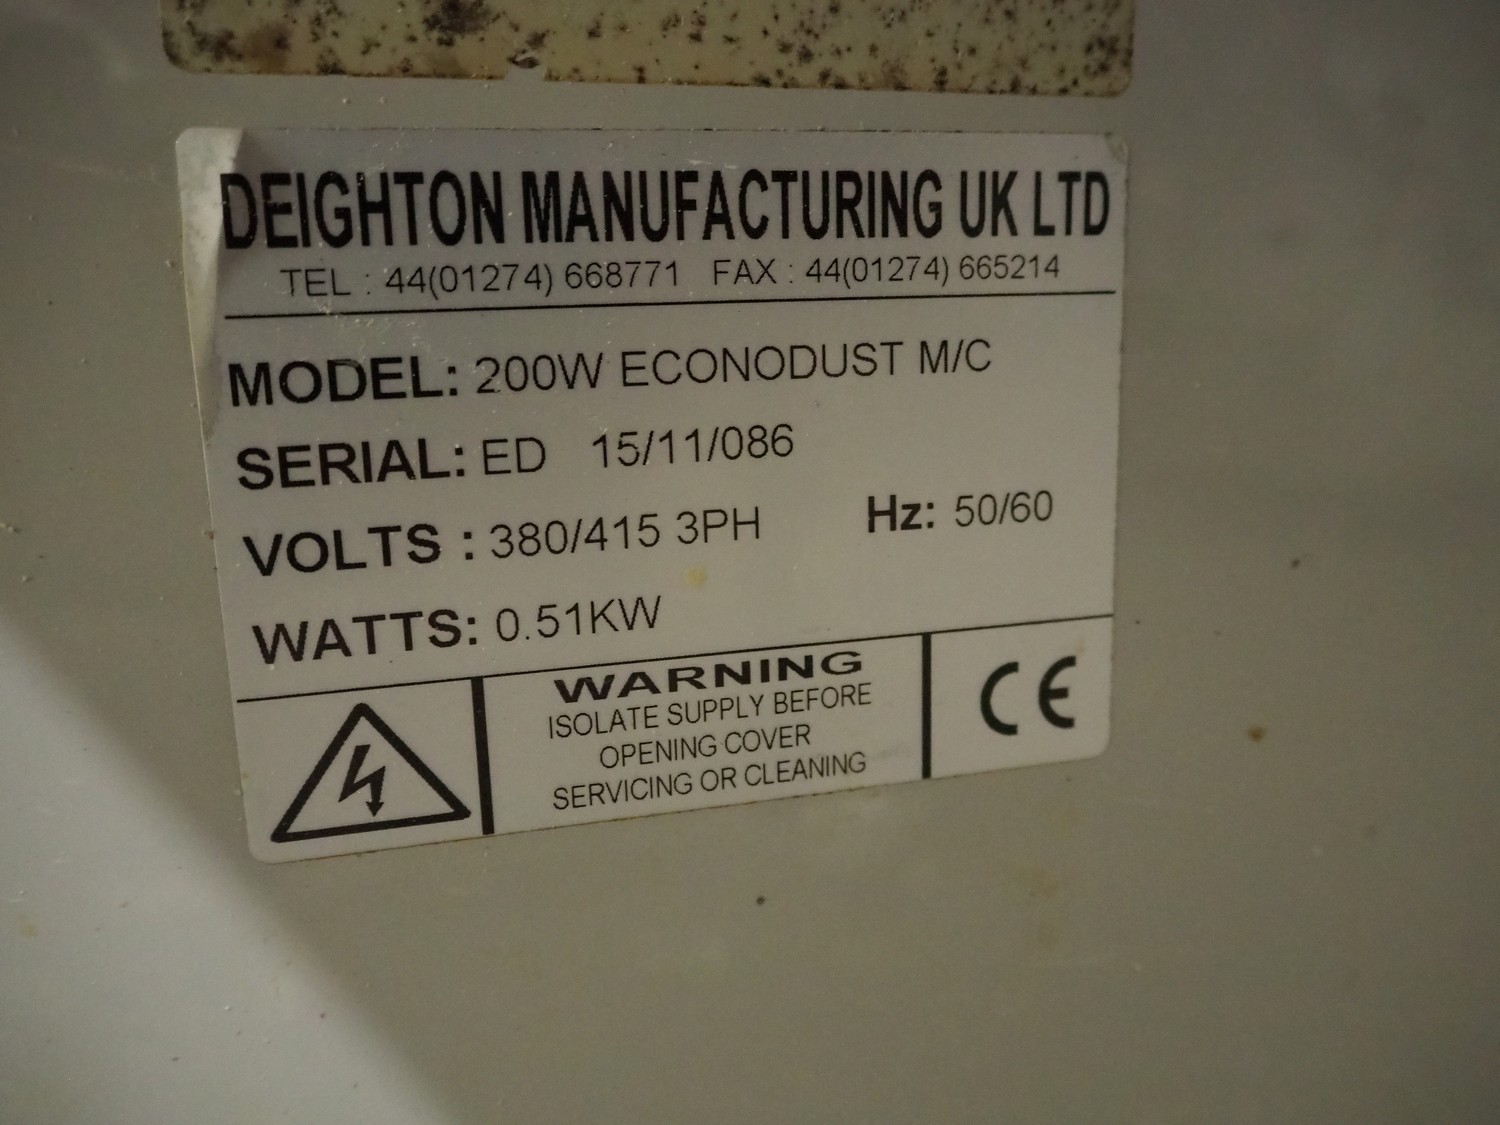 DEIGHTON MANUFACTURING UK LTD
TEL : 44(01274) 668771 FAX : 44(01274) 665214
MODEL: 200W ECONODUST M/C
SERIAL: ED 15/11/086
VOLTS : 380/415 3PH Hz: 50/60
WATTS: 0.51KW
WARNING
ISOLATE SUPPLY BEFORE
OPENING COVER
SERVICING OR CLEANING
CE